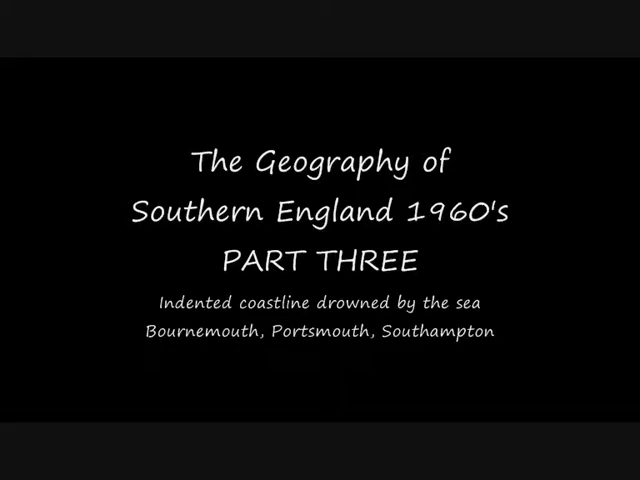 The Geography of
Southern England 1960's
PART THREE
Indented coastline drowned by the sea
Bournemouth, Portsmouth, Southampton